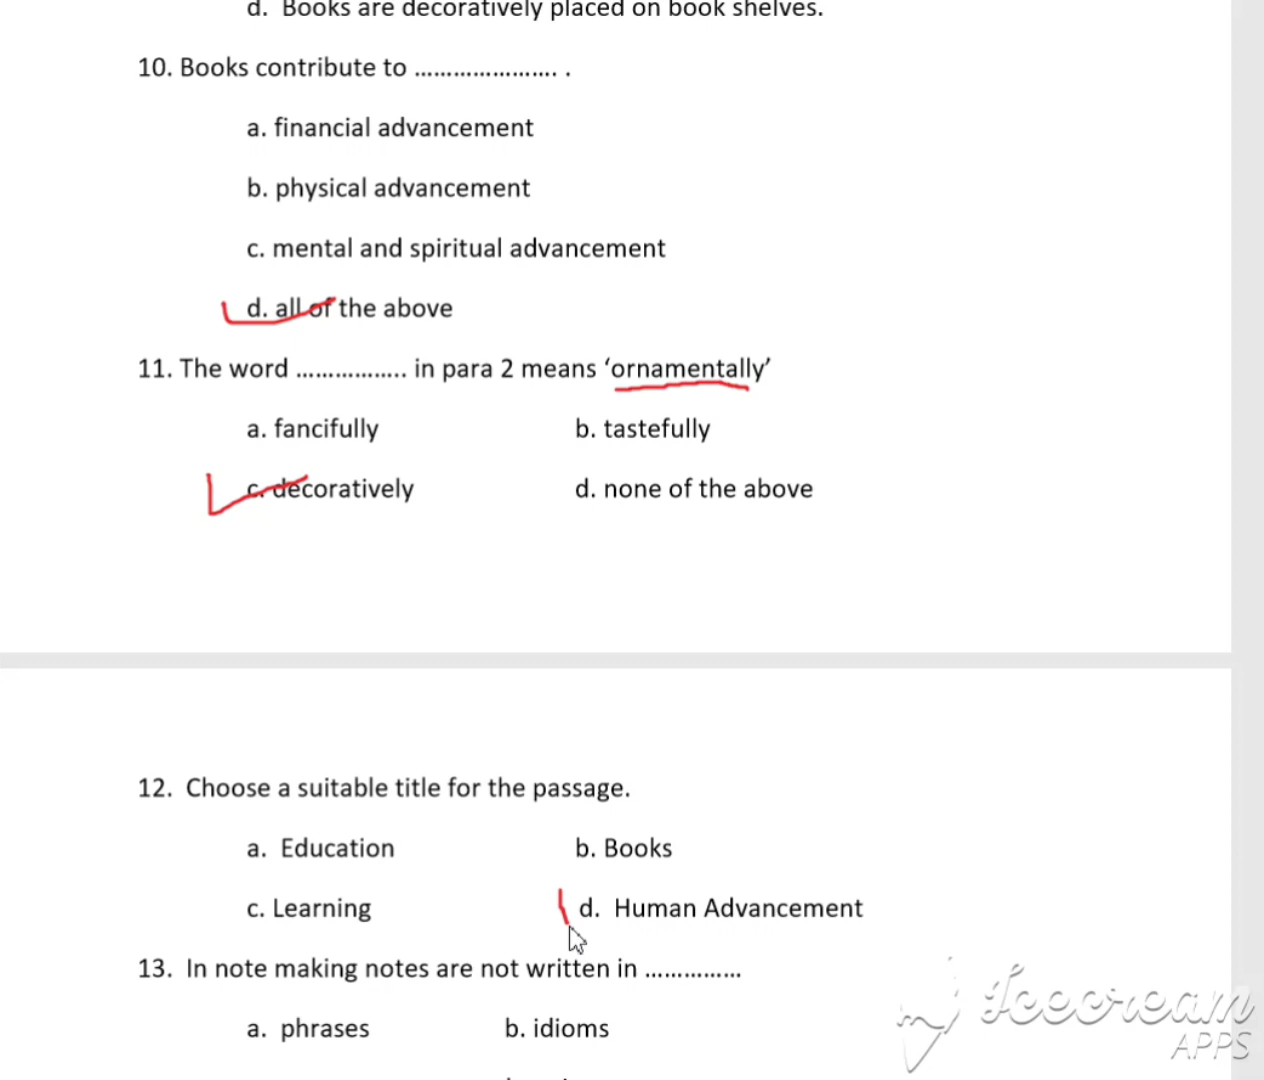 d. Books are decoratively placed on book shelves.
10. Books contribute to ...................... .
a. financial advancement
b. physical advancement
c. mental and spiritual advancement
d. all of the above
11. The word ................. in para 2 means ‘ornamentally’
a. fancifully b. tastefully
c. decoratively d. none of the above
12. Choose a suitable title for the passage.
a. Education b. Books
c. Learning d. Human Advancement
13. In note making notes are not written in ...............
a. phrases b. idioms
Icecream
APPS